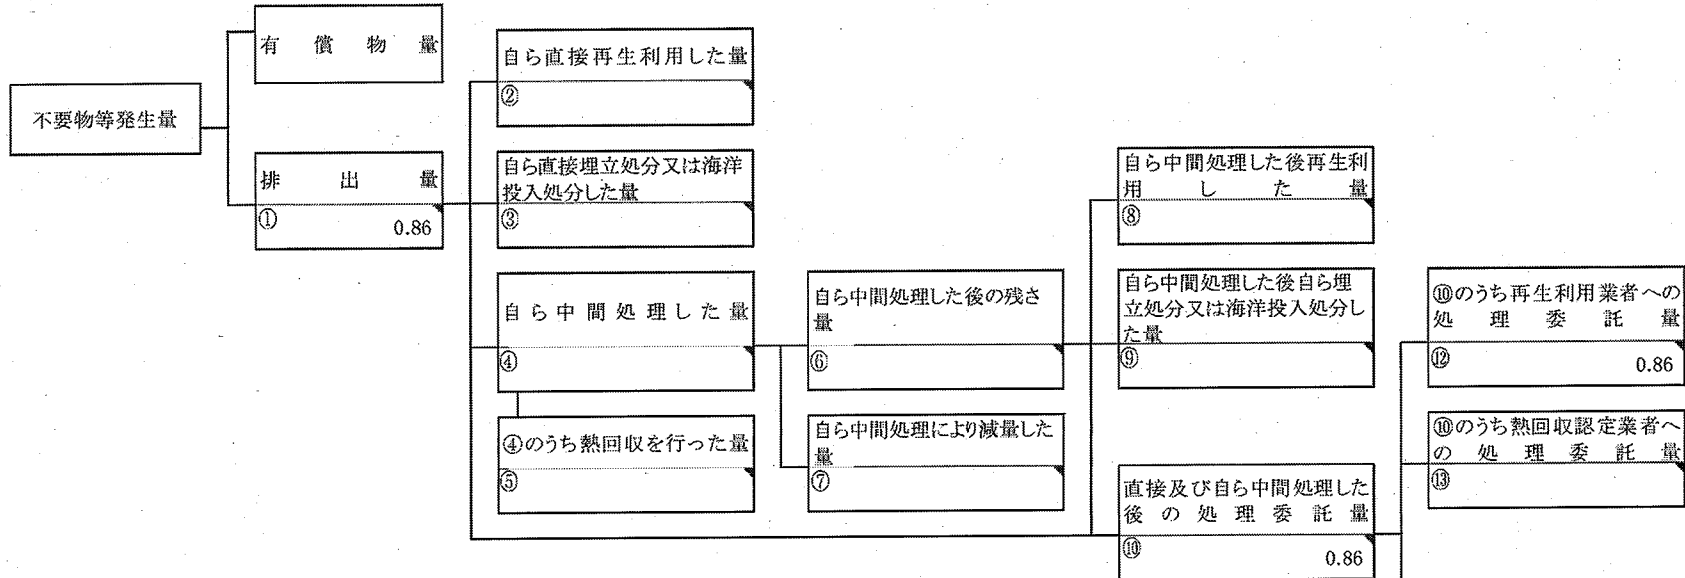 不要物等発生量
有償物量
排出量
①
0.86
自ら直接再生利用した量
②
自ら直接埋立処分又は海洋
投入処分した量
③
自ら中間処理した量
④
④のうち熱回収を行った量
⑤
自ら中間処理した後の残さ
量
⑥
自ら中間処理により減量した
量
⑦
自ら中間処理した後再生利
用した量
⑧
自ら中間処理した後自ら埋
立処分又は海洋投入処分し
た量
⑨
直接及び自ら中間処理した
後の処理委託量
⑩
0.86
⑩のうち再生利用業者への
処理委託量
⑫
0.86
⑩のうち熱回収認定業者へ
の処理委託量
⑬